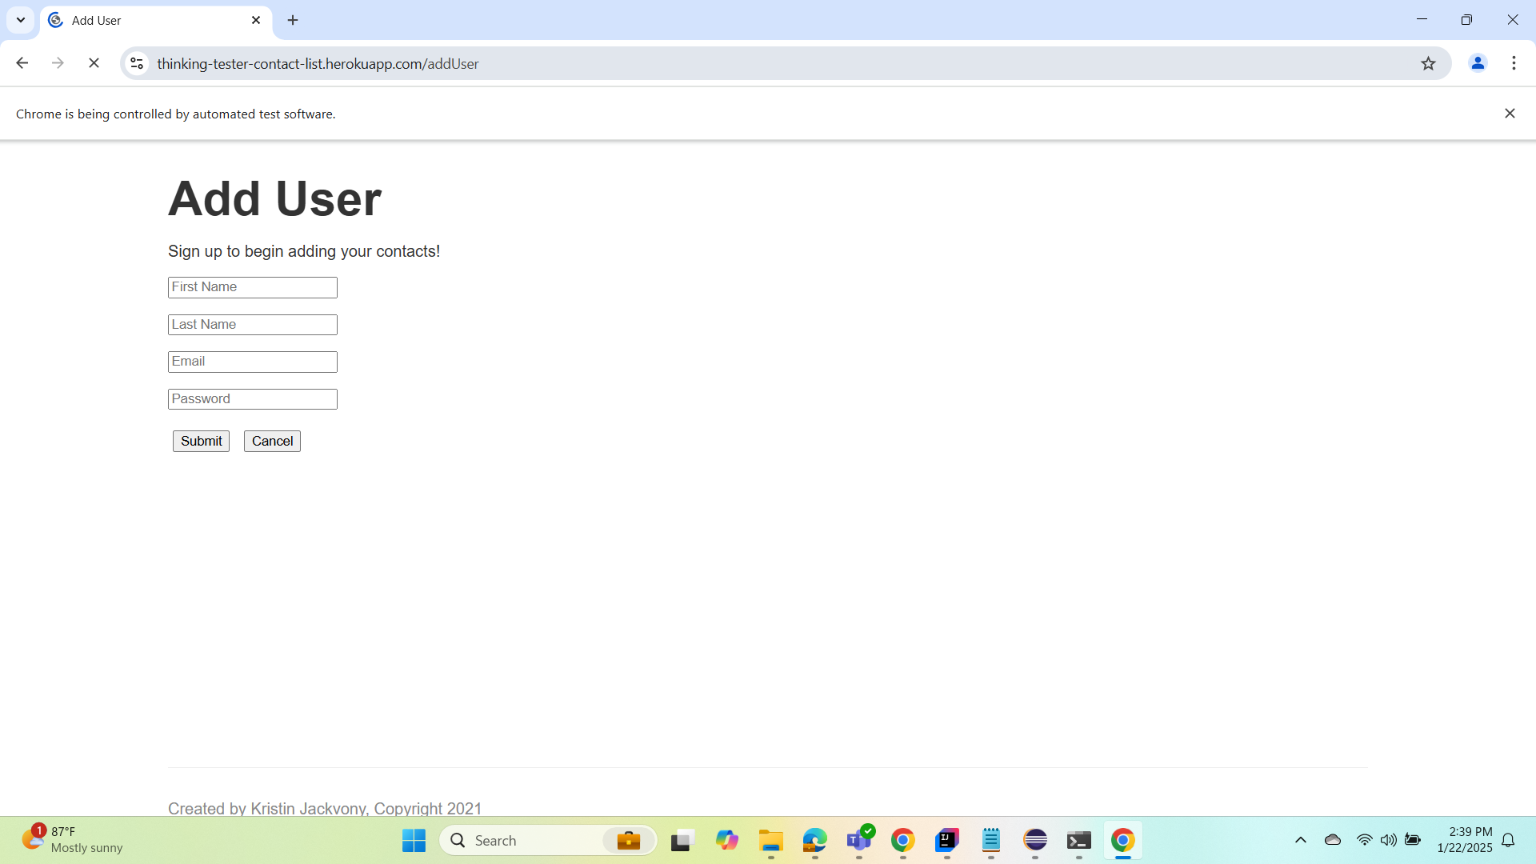 Add User
thinking-tester-contact-list.herokuapp.com/addUser
Chrome is being controlled by automated test software.
Add User
Sign up to begin adding your contacts!
First Name
Last Name
Email
Password
Submit Cancel
Created by Kristin Jackvony, Copyright 2021
1
87°F
Mostly sunny
Search
2:39 PM
1/22/2025